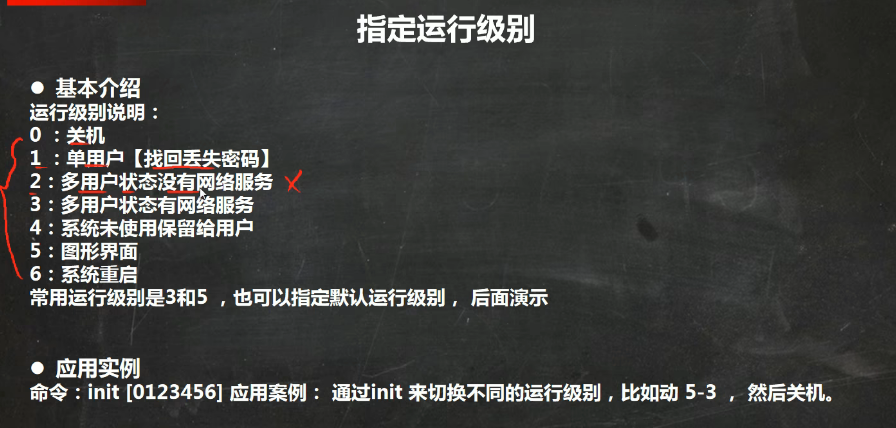 指定运行级别
● 基本介绍
运行级别说明：
0 ：关机
1 ：单用户【找回丢失密码】
2：多用户状态没有网络服务
3：多用户状态有网络服务
4：系统未使用保留给用户
5：图形界面
6：系统重启
常用运行级别是3和5 ，也可以指定默认运行级别， 后面演示
● 应用实例
命令：init [0123456] 应用案例： 通过init 来切换不同的运行级别，比如动 5-3 ， 然后关机。